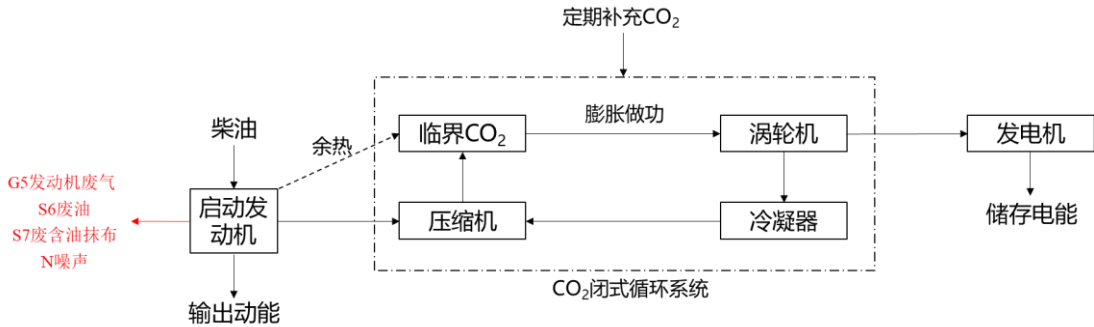 定期补充CO₂
柴油
余热
临界CO₂
膨胀做功
涡轮机
发电机
G5发动机废气
S6废油
S7废含油抹布
N噪声
启动发
动机
压缩机
冷凝器
储存电能
CO₂闭式循环系统
输出动能